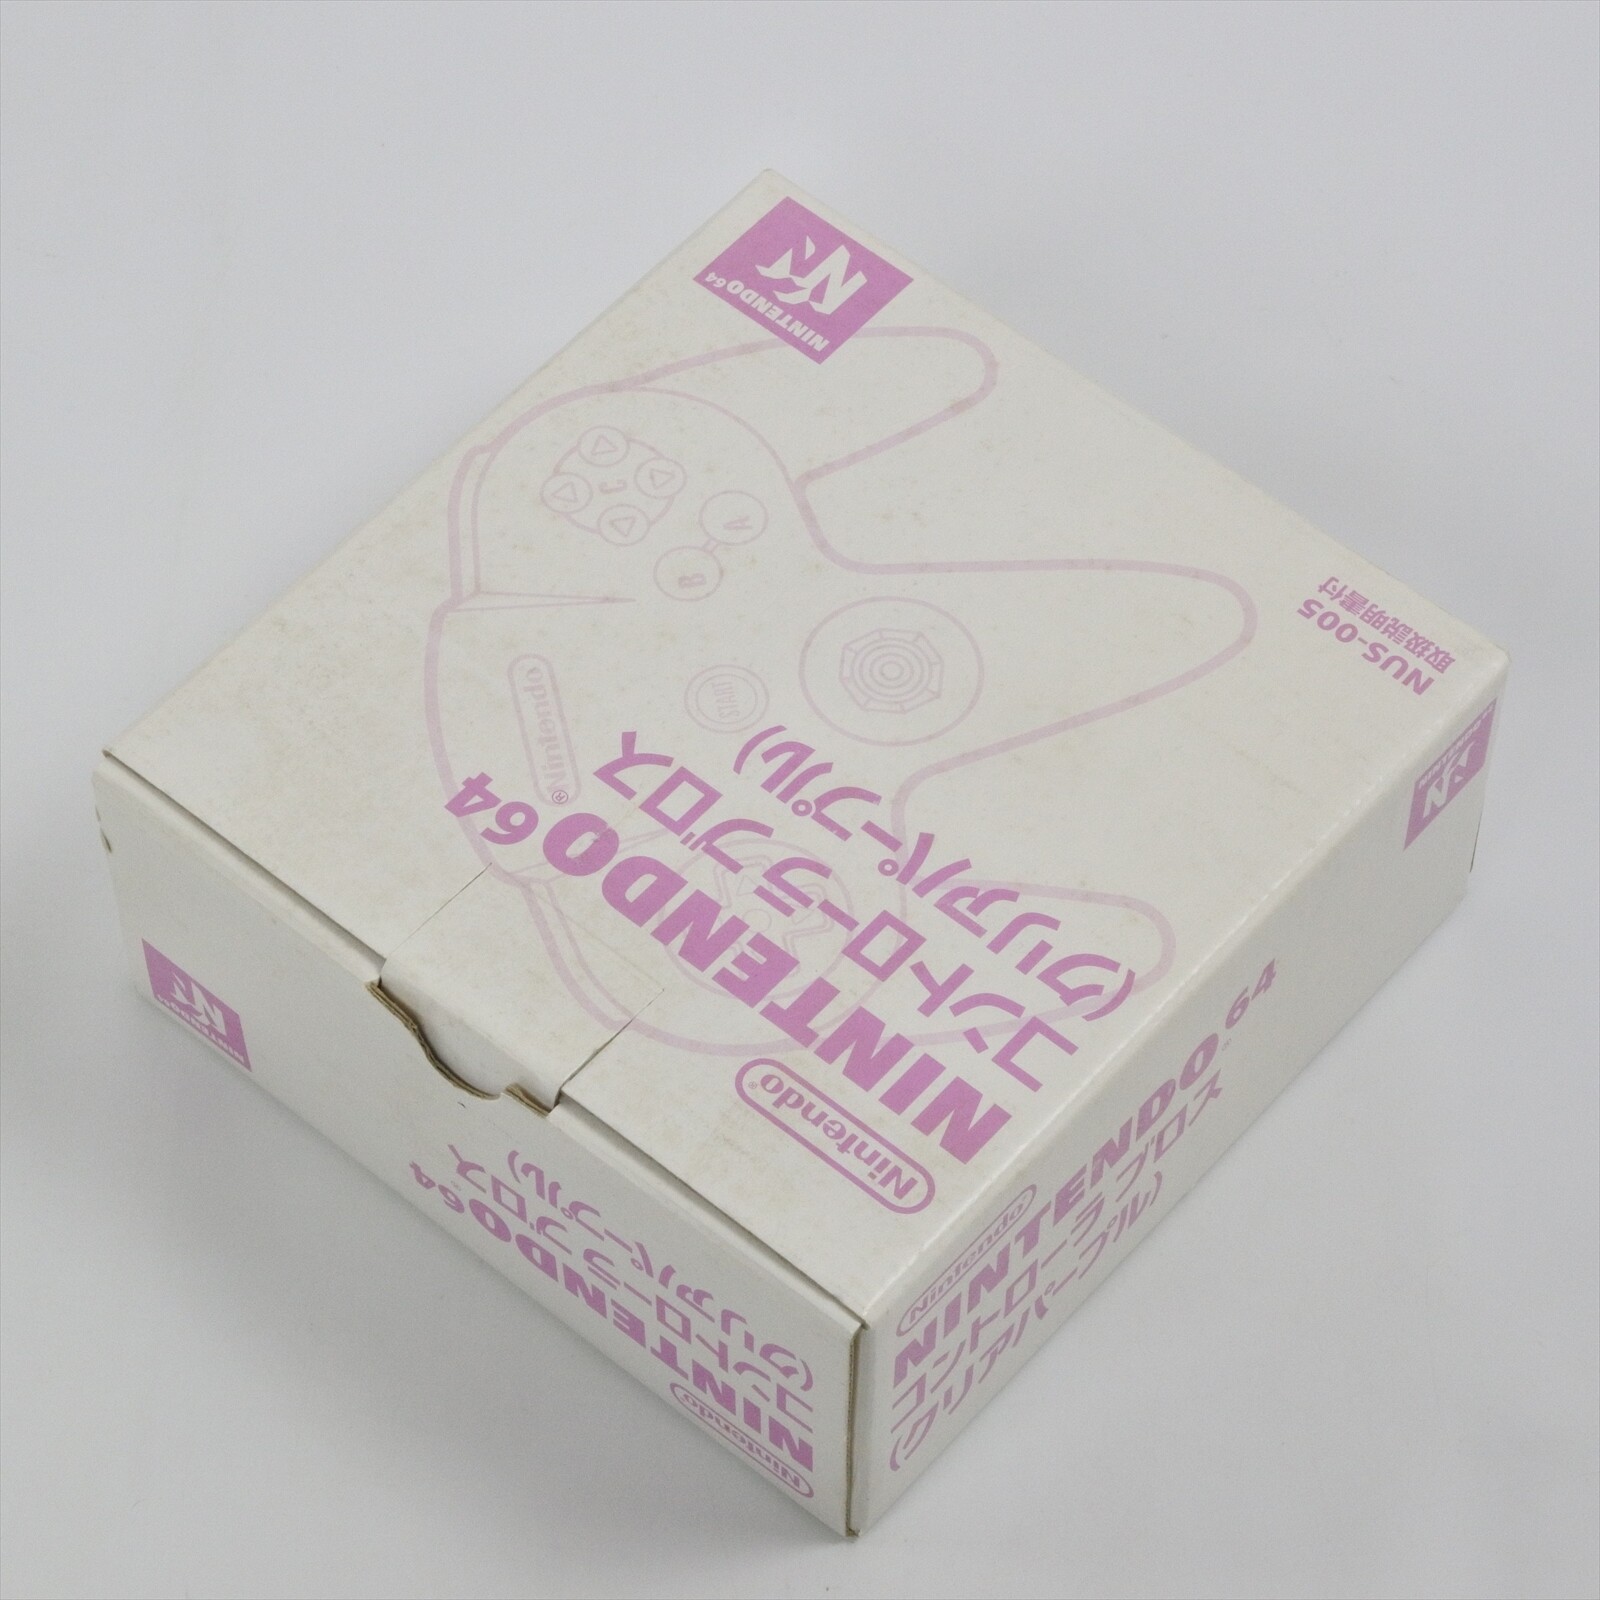 NINTENDO64
Nintendo®
NINTENDO64
コントローラブロス
(クリアパープル)
NUS-005
取扱説明書付
Nintendo®
START
A
B
C
Nintendo
NINTENDO 64
コントローラブロス
(クリアパープル)
Nintendo
NINTENDO64
コントローラブロス
(クリアパープル)